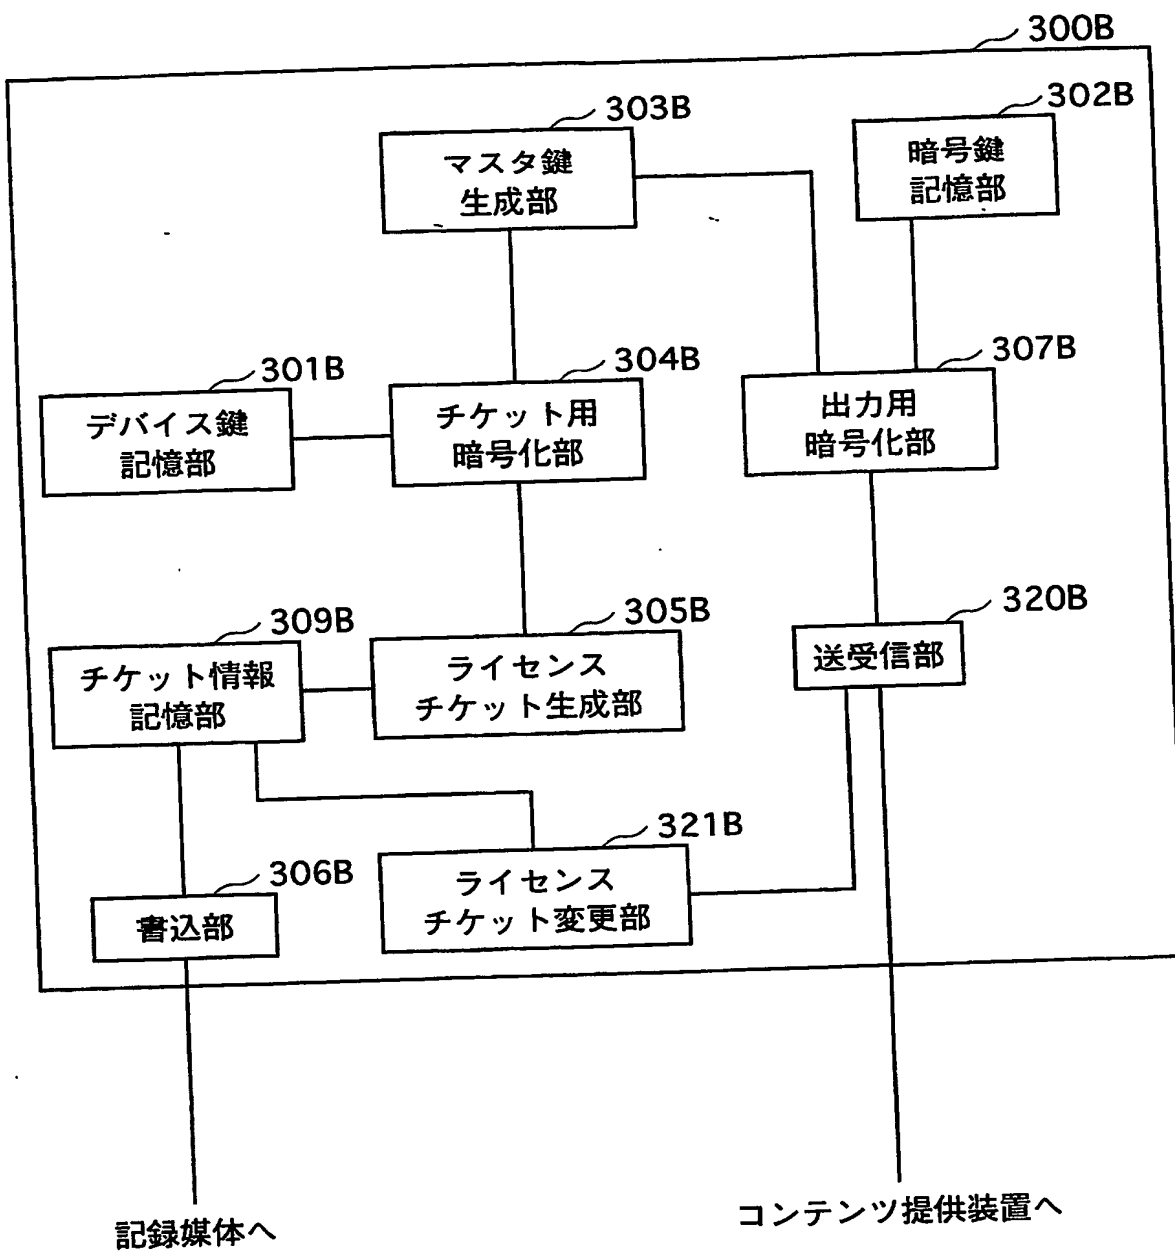 300B
303B
302B
マスタ鍵
生成部
暗号鍵
記憶部
301B
304B
307B
デバイス鍵
記憶部
チケット用
暗号化部
出力用
暗号化部
309B
305B
320B
チケット情報
記憶部
ライセンス
チケット生成部
送受信部
306B
321B
書込部
ライセンス
チケット変更部
記録媒体へ
コンテンツ提供装置へ